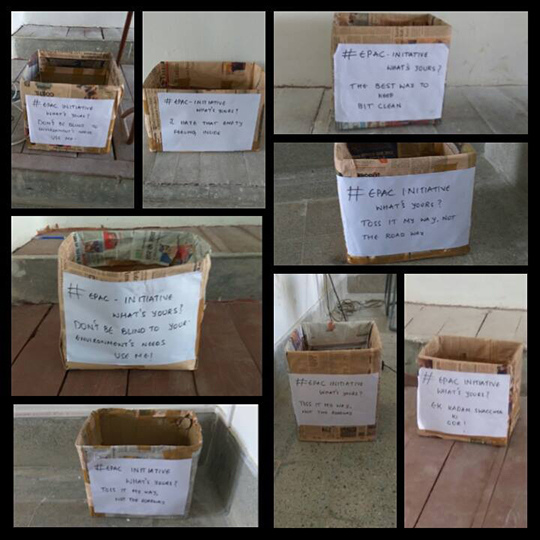 # EPAC INITIATIVE
WHAT'S YOURS?
DON'T BE BLIND TO
ENVIRONMENT'S NEEDS
USE ME!
# EPAC - INITIATIVE
WHAT'S YOURS?
I HATE THAT EMPTY
FEELING INSIDE
# EPAC - INITIATIVE
WHAT'S YOURS?
THE BEST WAY TO
KEEP
BIT CLEAN
# EPAC INITIATIVE
WHAT'S YOURS?
TOSS IT MY WAY, NOT
THE ROAD WAY
# EPAC - INITIATIVE
WHAT'S YOURS?
DON'T BE BLIND TO YOUR
ENVIRONMENT'S NEEDS
USE ME!
# EPAC INITIATIVE
WHAT'S YOURS?
TOSS IT MY WAY,
NOT THE ROADWAY
# EPAC INITIATIVE
WHAT'S YOURS?
EK KADAM SWACCHTA
KI
OOR!
# EPAC INITIATIVE
WHAT'S YOURS?
TOSS IT MY WAY,
NOT THE ROADWAY